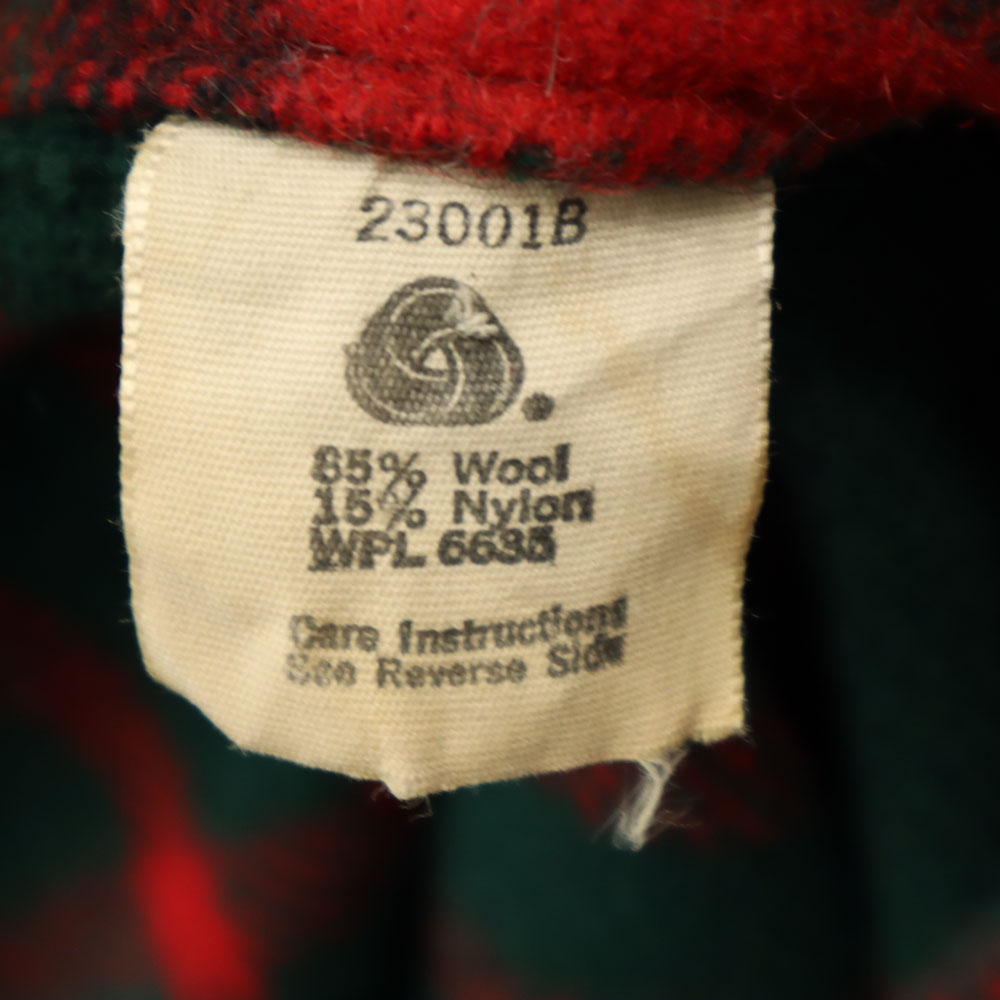 23001B
85% Wool
15% Nylon
WPL 6635
Care Instructions
See Reverse Side